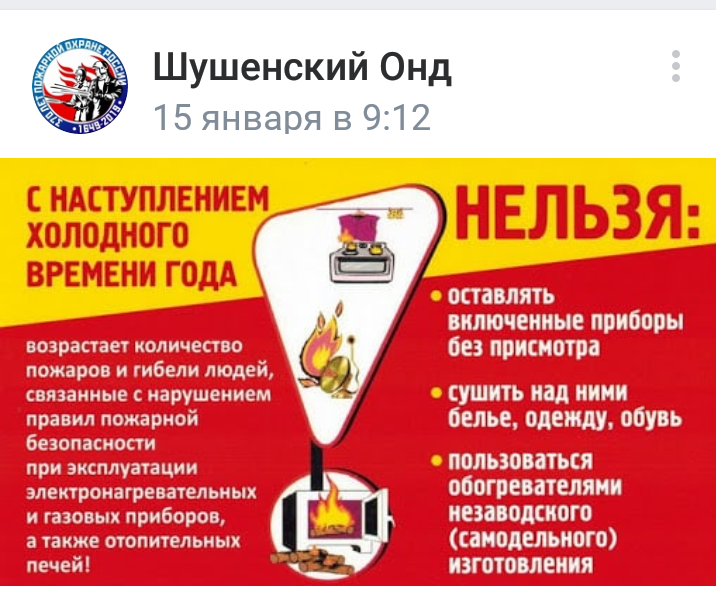 370 ЛЕТ ПОЖАРНОЙ ОХРАНЕ РОССИИ
•1649-2019•
Шушенский Онд
15 января в 9:12
С НАСТУПЛЕНИЕМ
ХОЛОДНОГО
ВРЕМЕНИ ГОДА
возрастает количество
пожаров и гибели людей,
связанные с нарушением
правил пожарной
безопасности
при эксплуатации
электронагревательных
и газовых приборов,
а также отопительных
печей!
НЕЛЬЗЯ:
• оставлять
включенные приборы
без присмотра
• сушить над ними
белье, одежду, обувь
• пользоваться
обогревателями
незаводского
(самодельного)
изготовления